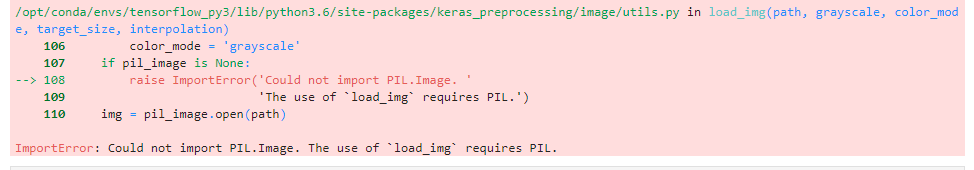 /opt/conda/envs/tensorflow_py3/lib/python3.6/site-packages/keras_preprocessing/image/utils.py in load_img(path, grayscale, color_mod
e, target_size, interpolation)
    106         color_mode = 'grayscale'
    107     if pil_image is None:
--> 108         raise ImportError('Could not import PIL.Image. '
    109                           'The use of `load_img` requires PIL.')
    110     img = pil_image.open(path)
ImportError: Could not import PIL.Image. The use of `load_img` requires PIL.